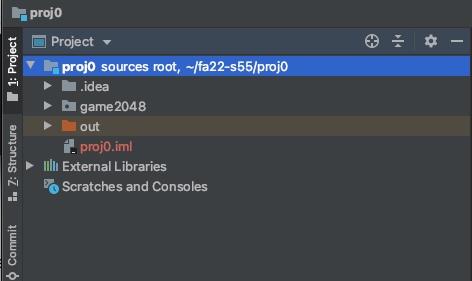 proj0
Project
1: Project
proj0 sources root, ~/fa22-s55/proj0
.idea
game2048
out
proj0.iml
External Libraries
Scratches and Consoles
Z: Structure
Commit